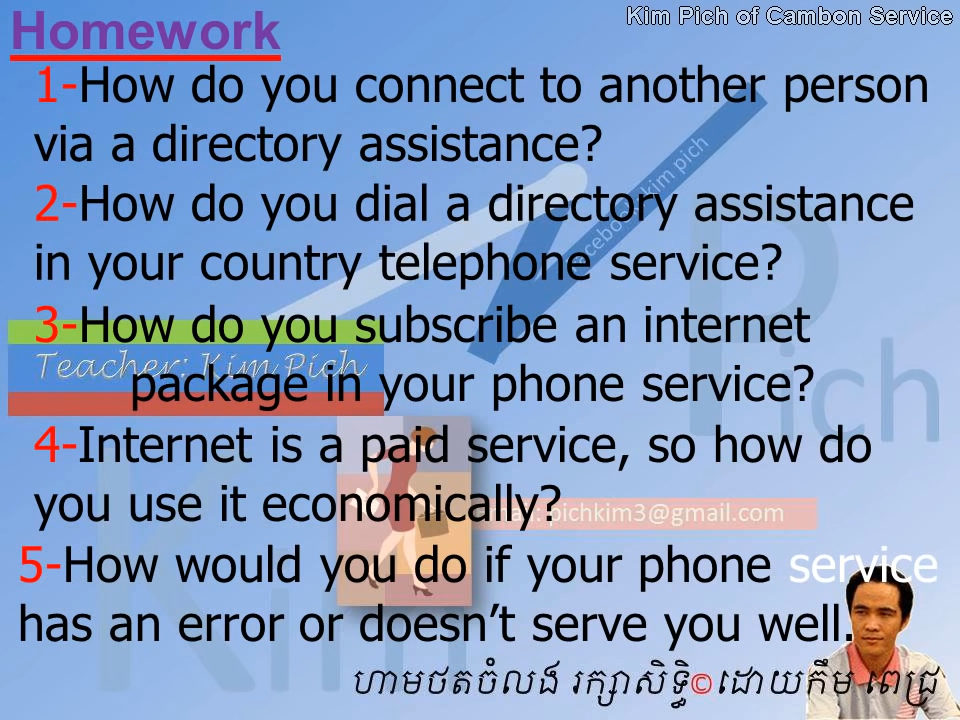 Homework
Kim Pich of Cambon Service
1-How do you connect to another person
via a directory assistance?
2-How do you dial a directory assistance
in your country telephone service?
3-How do you subscribe an internet
package in your phone service?
4-Internet is a paid service, so how do
you use it economically?
5-How would you do if your phone service
has an error or doesn’t serve you well.
Teacher: Kim Pich
kim pich
Pich
Kim
pichkim3@gmail.com
ហាមថតចំលង រក្សាសិទ្ធិ©ដោយកឹម ពេជ្រ